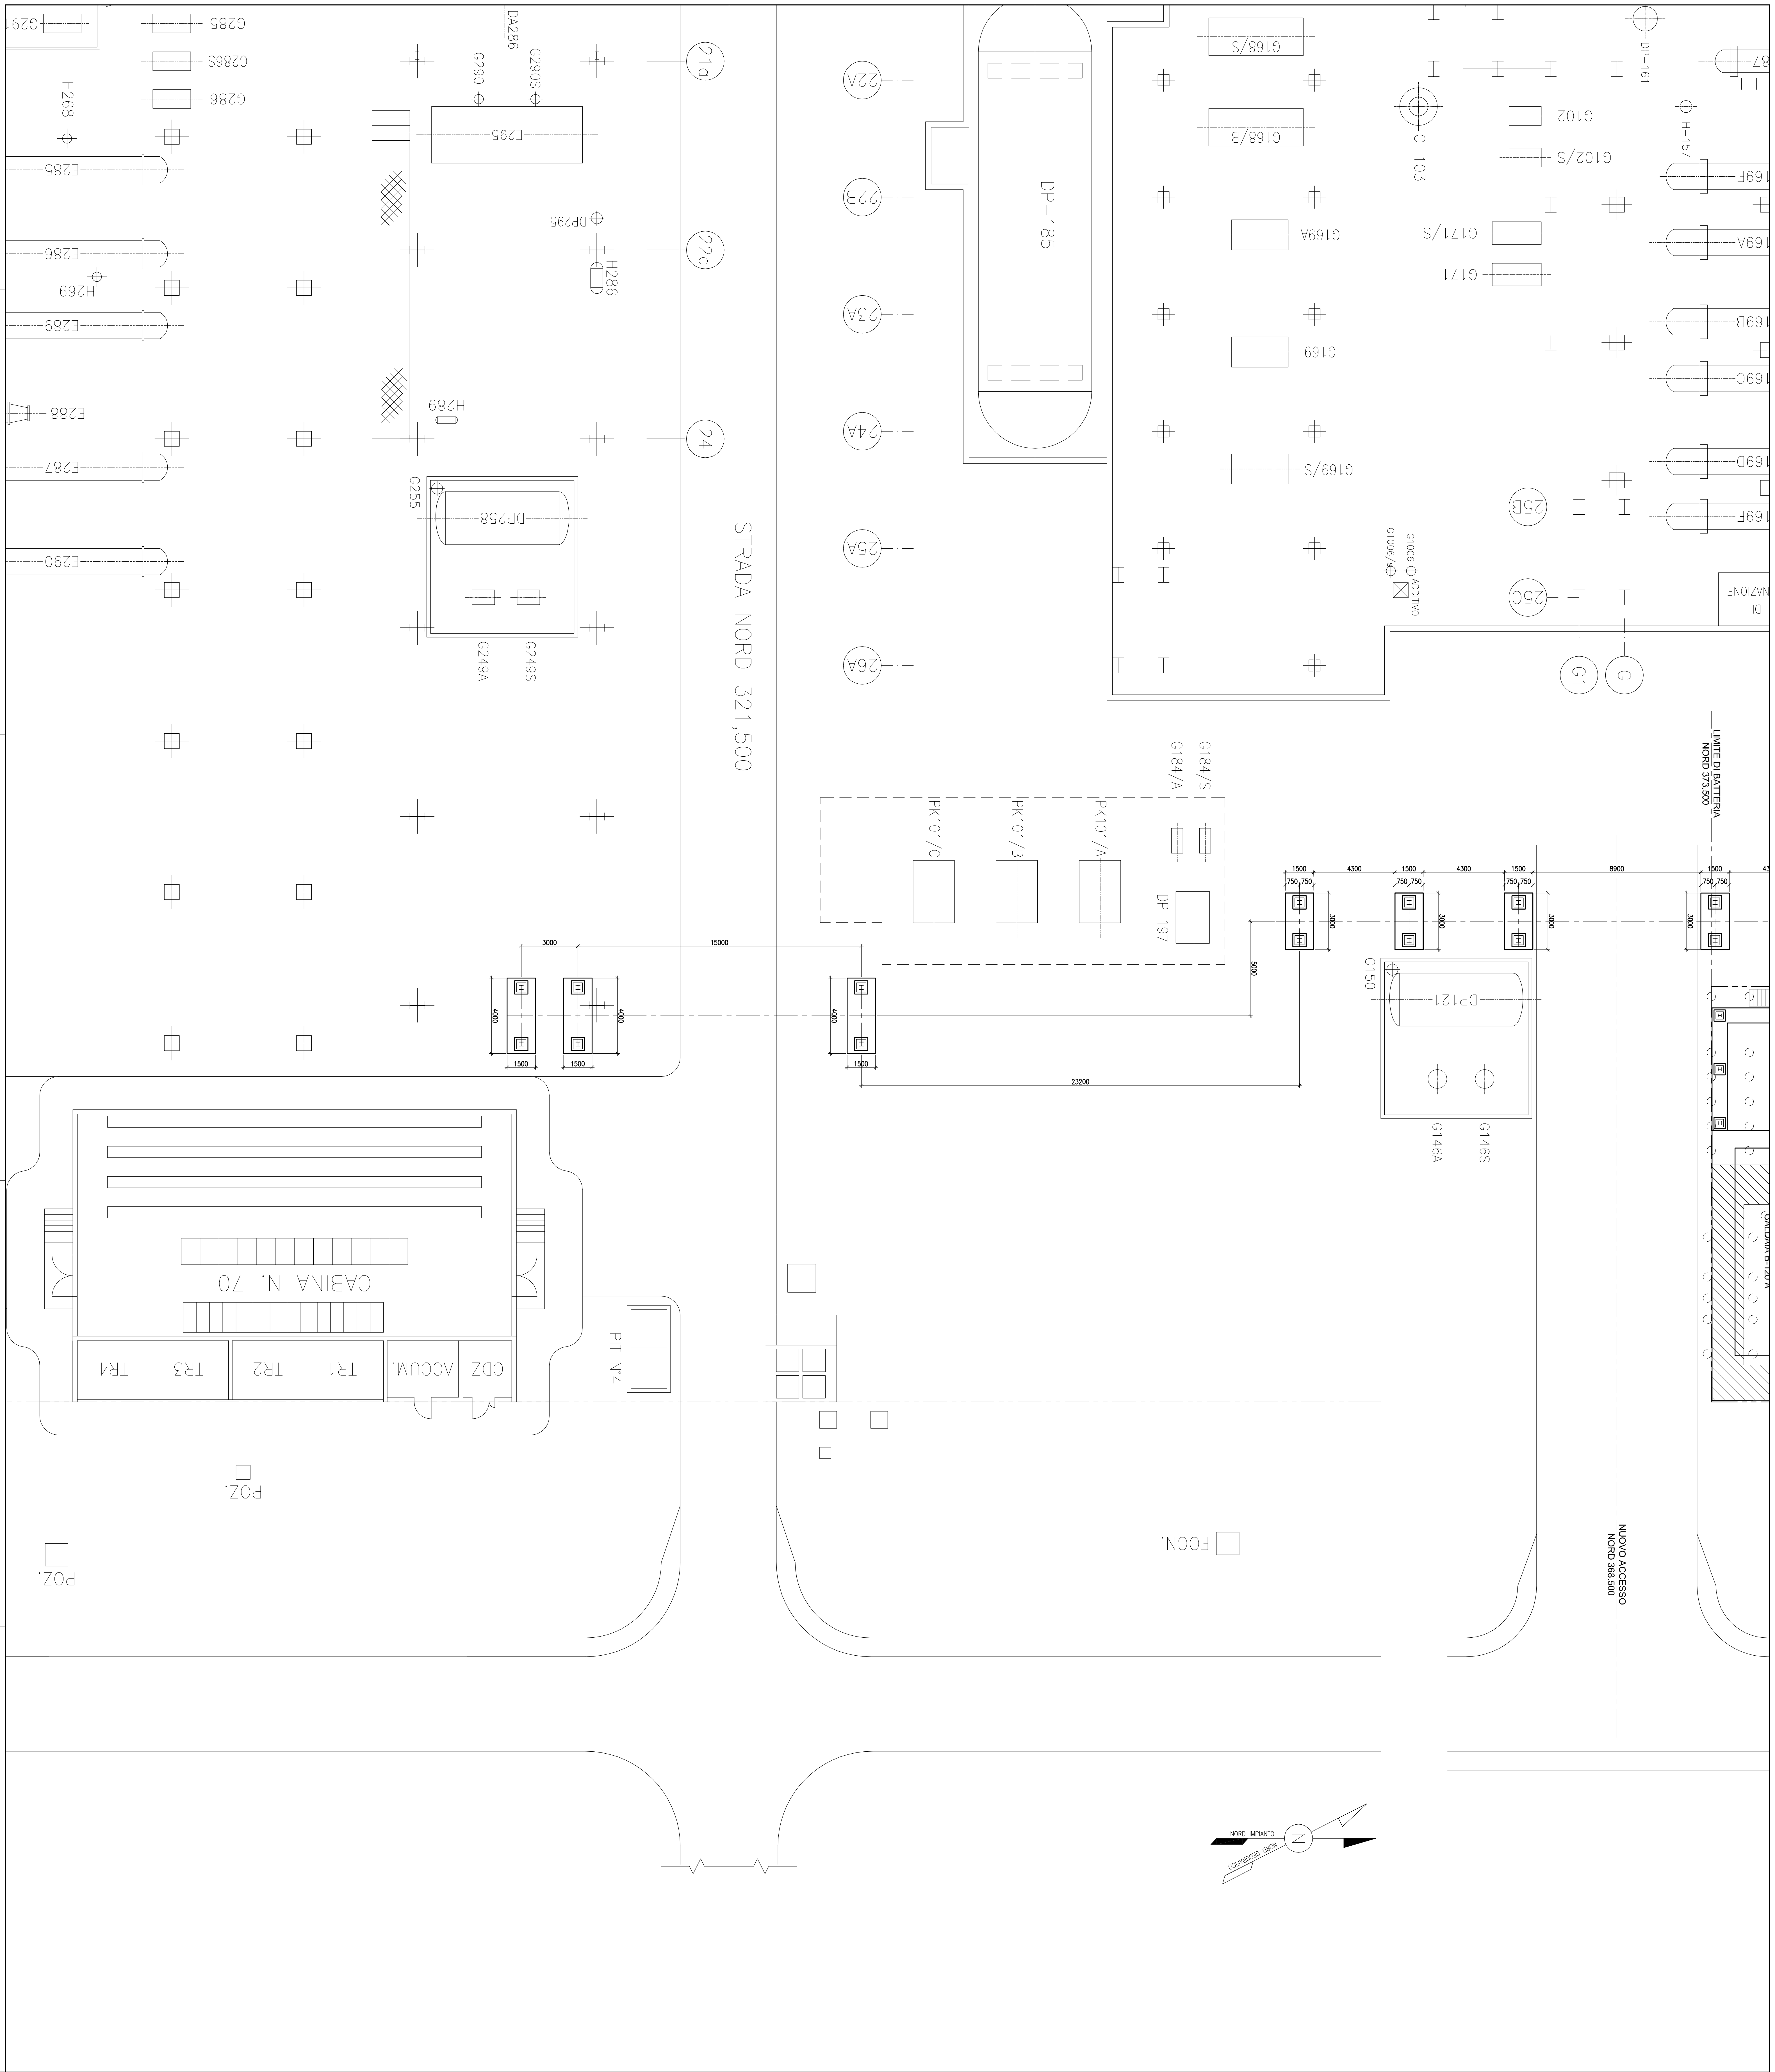 G285
G286S
G286
H268
E285
E286
H269
E289
E288
E287
E290
DA286
G290
G290S
E295
DP295
H286
H289
G255
DP258
G249A
G249S
21a
22a
24
STRADA NORD 321,500
22A
22B
23A
24A
25A
26A
DP-185
G168/S
G168/B
G169A
G169
G169/S
C-103
G102
G102/S
G171/S
G171
DP-161
H-157
169E
169A
169B
169C
169D
169F
25B
25C
G1006/S
G1006
ADDITIVO
DI
NAZIONE
G1
G
LIMITE DI BATTERIA
NORD 373.500
G184/A
G184/S
PK101/C
PK101/B
PK101/A
DP 197
1500
4300
1500
4300
1500
8900
1500
750
750
750
750
750
750
750
750
3000
3000
3000
3000
3000
15000
5000
4000
4000
4000
1500
1500
1500
23200
G150
DP121
G146A
G146S
CALDAIA B-120 A
CABINA N. 70
TR4
TR3
TR2
TR1
ACCUM.
CDZ
PIT N°4
POZ.
POZ.
FOGN.
NUOVO ACCESSO
NORD 368.500
NORD IMPIANTO
NORD GEOGRAFICO
N